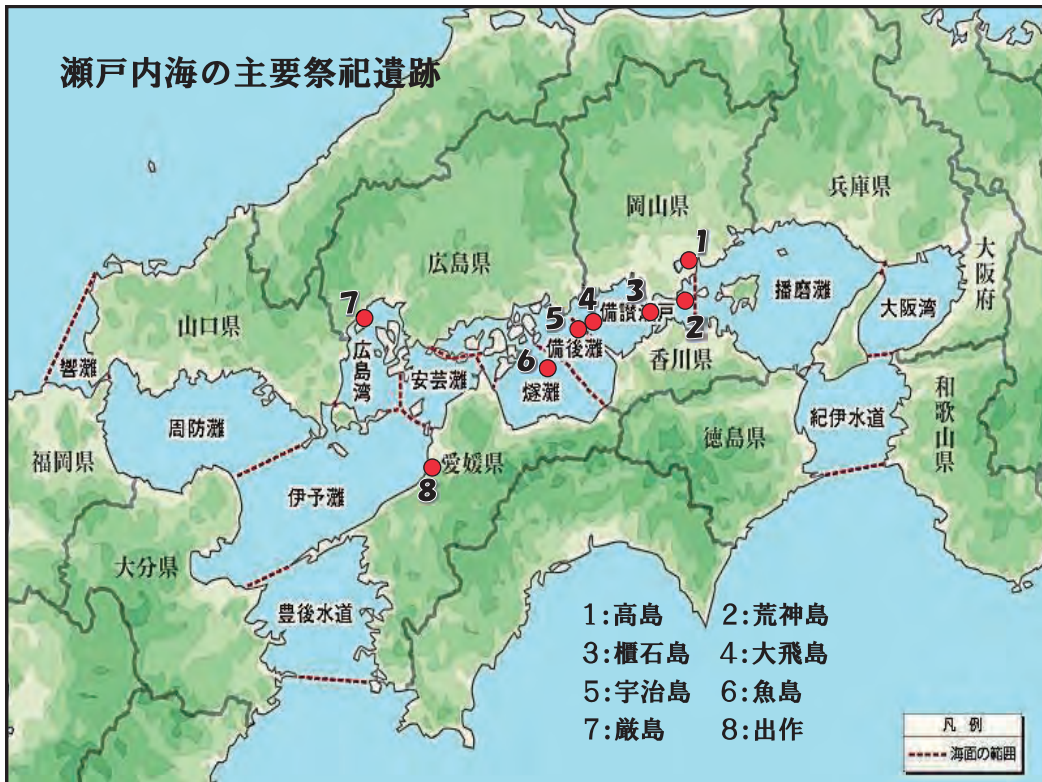 瀬戸内海の主要祭祀遺跡
兵庫県
岡山県
大阪府
広島県
1
播磨灘
7
3
4
備讃瀬戸
2
大阪湾
山口県
5
備後灘
広島湾
6
香川県
響灘
安芸灘
燧灘
和歌山県
周防灘
紀伊水道
徳島県
福岡県
愛媛県
8
伊予灘
大分県
豊後水道
1:高島 2:荒神島
3:櫃石島 4:大飛島
5:宇治島 6:魚島
7:厳島 8:出作
凡例
海面の範囲